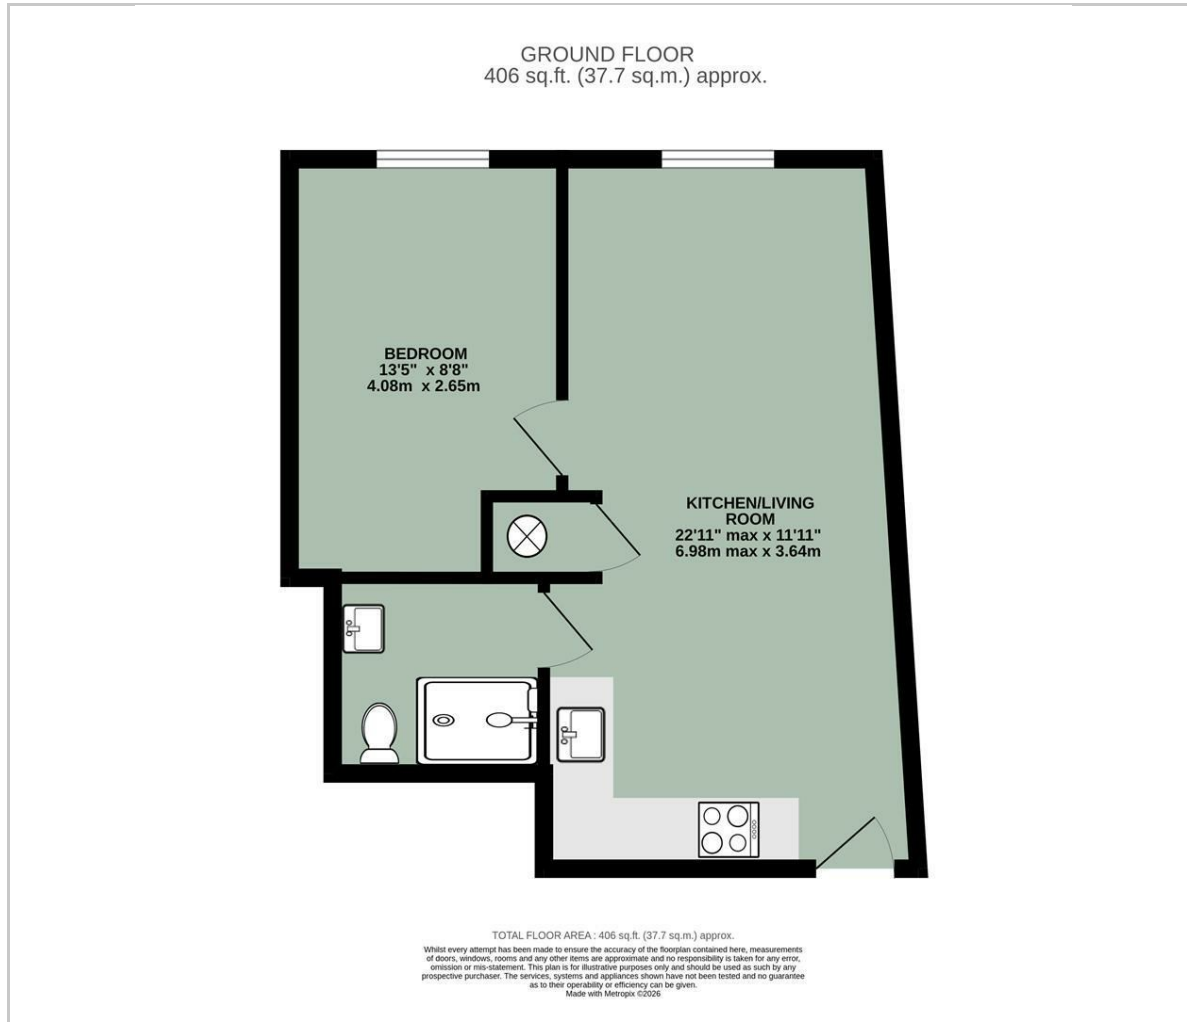 GROUND FLOOR
406 sq.ft. (37.7 sq.m.) approx.
BEDROOM
13'5" x 8'8"
4.08m x 2.65m
KITCHEN/LIVING
ROOM
22'11" max x 11'11"
6.98m max x 3.64m
TOTAL FLOOR AREA : 406 sq.ft. (37.7 sq.m.) approx.
Whilst every attempt has been made to ensure the accuracy of the floorplan contained here, measurements
of doors, windows, rooms and any other items are approximate and no responsibility is taken for any error,
omission or mis-statement. This plan is for illustrative purposes only and should be used as such by any
prospective purchaser. The services, systems and appliances shown have not been tested and no guarantee
as to their operability or efficiency can be given.
Made with Metropix ©2026